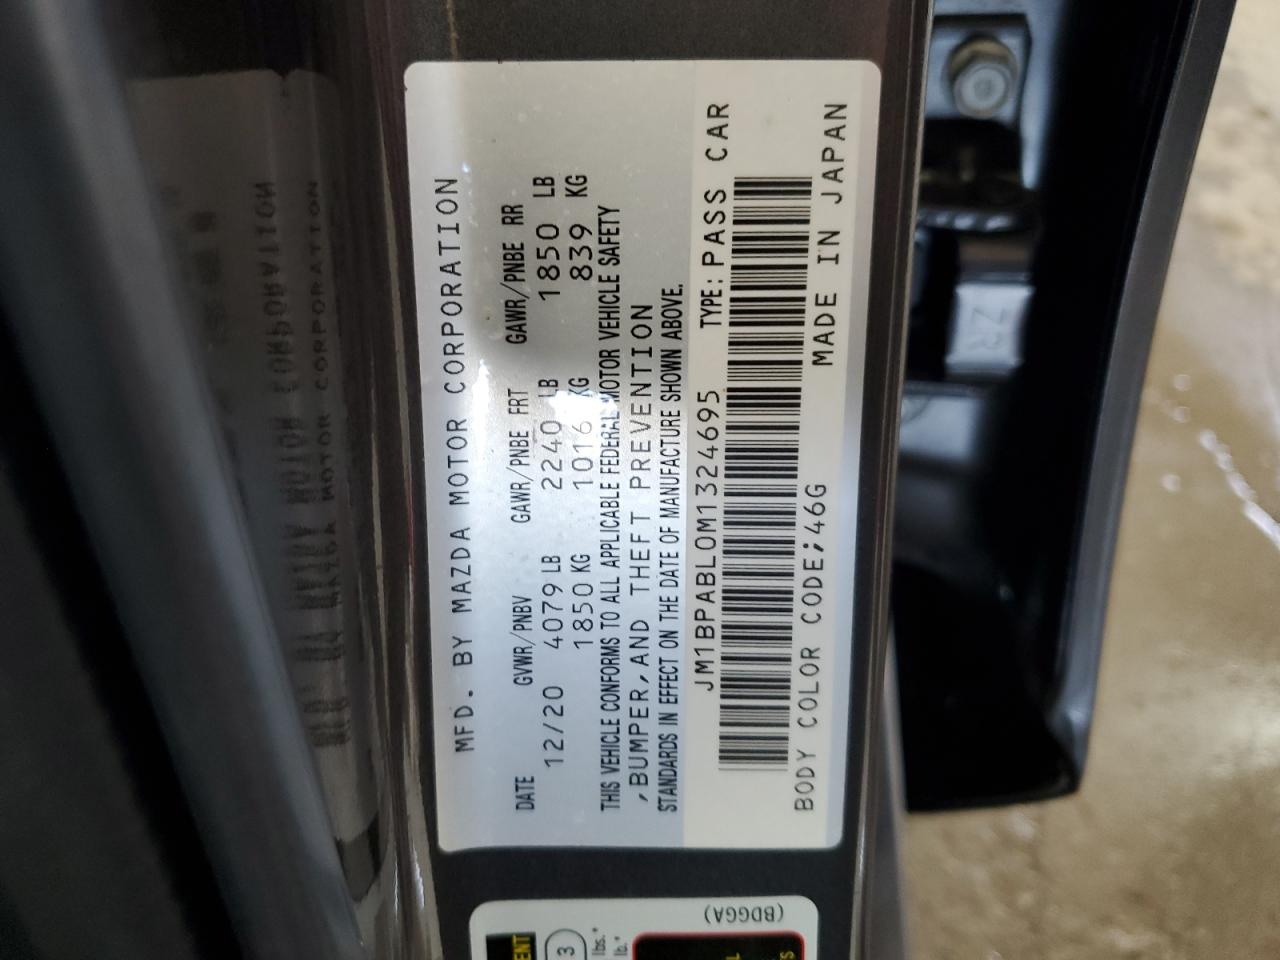 MFD. BY MAZDA MOTOR CORPORATION
DATE GVWR/PNBV GAWR/PNBE FRT GAWR/PNBE RR
12/20 4079 LB 2240 LB 1850 LB
1850 KG 1016 KG 839 KG
THIS VEHICLE CONFORMS TO ALL APPLICABLE FEDERAL MOTOR VEHICLE SAFETY
,BUMPER,AND THEFT PREVENTION
STANDARDS IN EFFECT ON THE DATE OF MANUFACTURE SHOWN ABOVE.
JM1BPABL0M1324695 TYPE:PASS CAR
BODY COLOR CODE;46G MADE IN JAPAN
(BDGGA)
3
lbs.*
lb.*